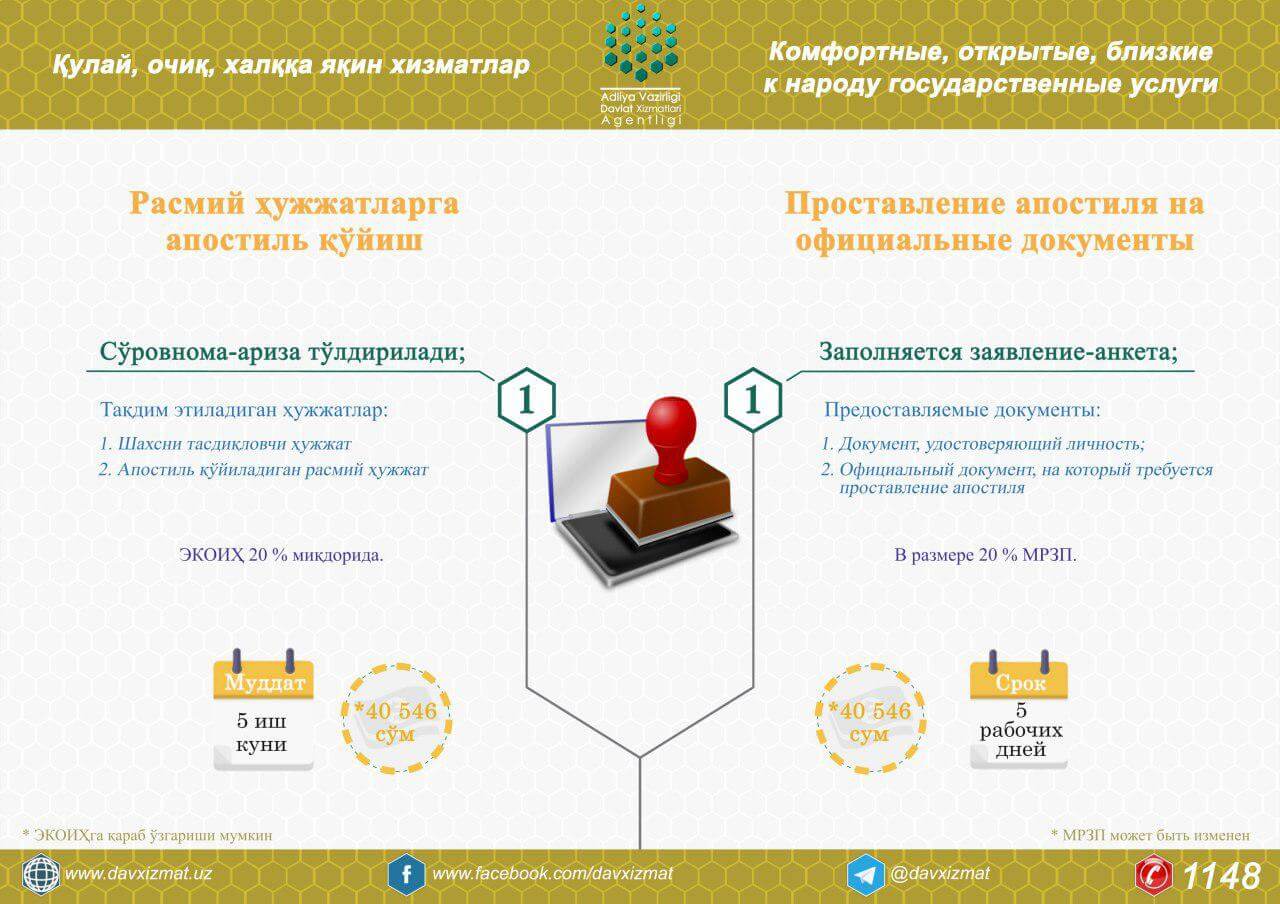 Қулай, очиқ, халққа яқин хизматлар
Adliya Vazirligi
Davlat Xizmatlari
Agentligi
Комфортные, открытые, близкие
к народу государственные услуги
Расмий ҳужжатларга
апостиль қўйиш
Проставление апостиля на
официальные документы
Сўровнома-ариза тўлдирилади;
1
Тақдим этиладиган ҳужжатлар:
1. Шахсни тасдиқловчи ҳужжат
2. Апостиль қўйиладиган расмий ҳужжат
ЭКОИҲ 20 % миқдорида.
Муддат
5 иш
куни
*40 546
сўм
Заполняется заявление-анкета;
1
Предоставляемые документы:
1. Документ, удостоверяющий личность;
2. Официальный документ, на который требуется
проставление апостиля
В размере 20 % МРЗП.
*40 546
сум
Срок
5
рабочих
дней
* ЭКОИҲга қараб ўзгариши мумкин
* МРЗП может быть изменен
www.davxizmat.uz
www.facebook.com/davxizmat
@davxizmat
1148